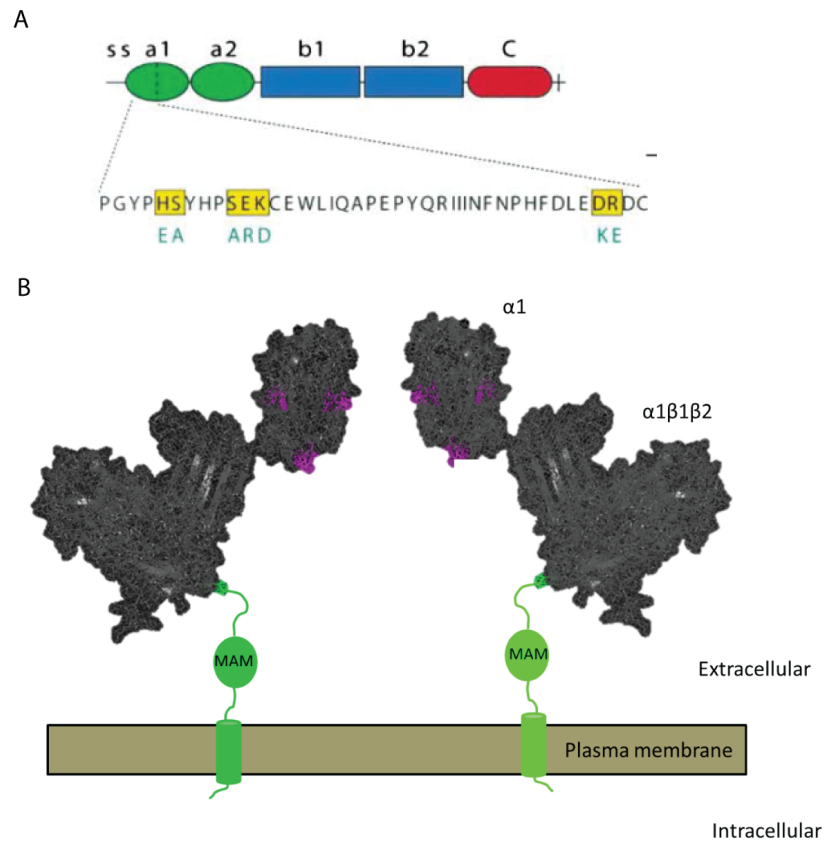 A
ss a1 a2 b1 b2 C
+
–
PGYPHSYHPSEKCEWLIQAPEPYQRIIINFNPHFDLEDRDC
EA ARD KE
B
α1
α1β1β2
MAM MAM
Extracellular
Plasma membrane
Intracellular